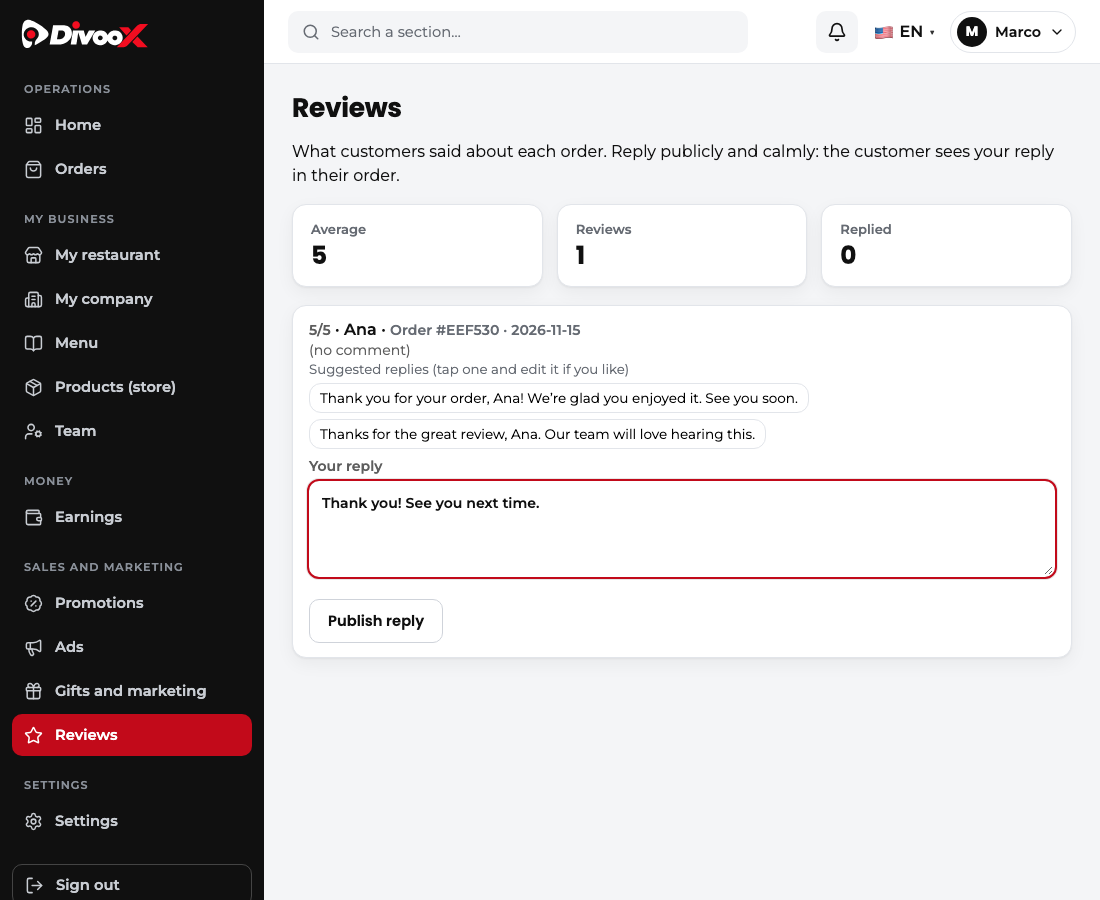 DivooX
Search a section...
EN
M
Marco
OPERATIONS
Home
Orders
MY BUSINESS
My restaurant
My company
Menu
Products (store)
Team
MONEY
Earnings
SALES AND MARKETING
Promotions
Ads
Gifts and marketing
Reviews
SETTINGS
Settings
Sign out
Reviews
What customers said about each order. Reply publicly and calmly: the customer sees your reply
in their order.
Average
5
Reviews
1
Replied
0
5/5 · Ana · Order #EEF530 · 2026-11-15
(no comment)
Suggested replies (tap one and edit it if you like)
Thank you for your order, Ana! We’re glad you enjoyed it. See you soon.
Thanks for the great review, Ana. Our team will love hearing this.
Your reply
Thank you! See you next time.
Publish reply